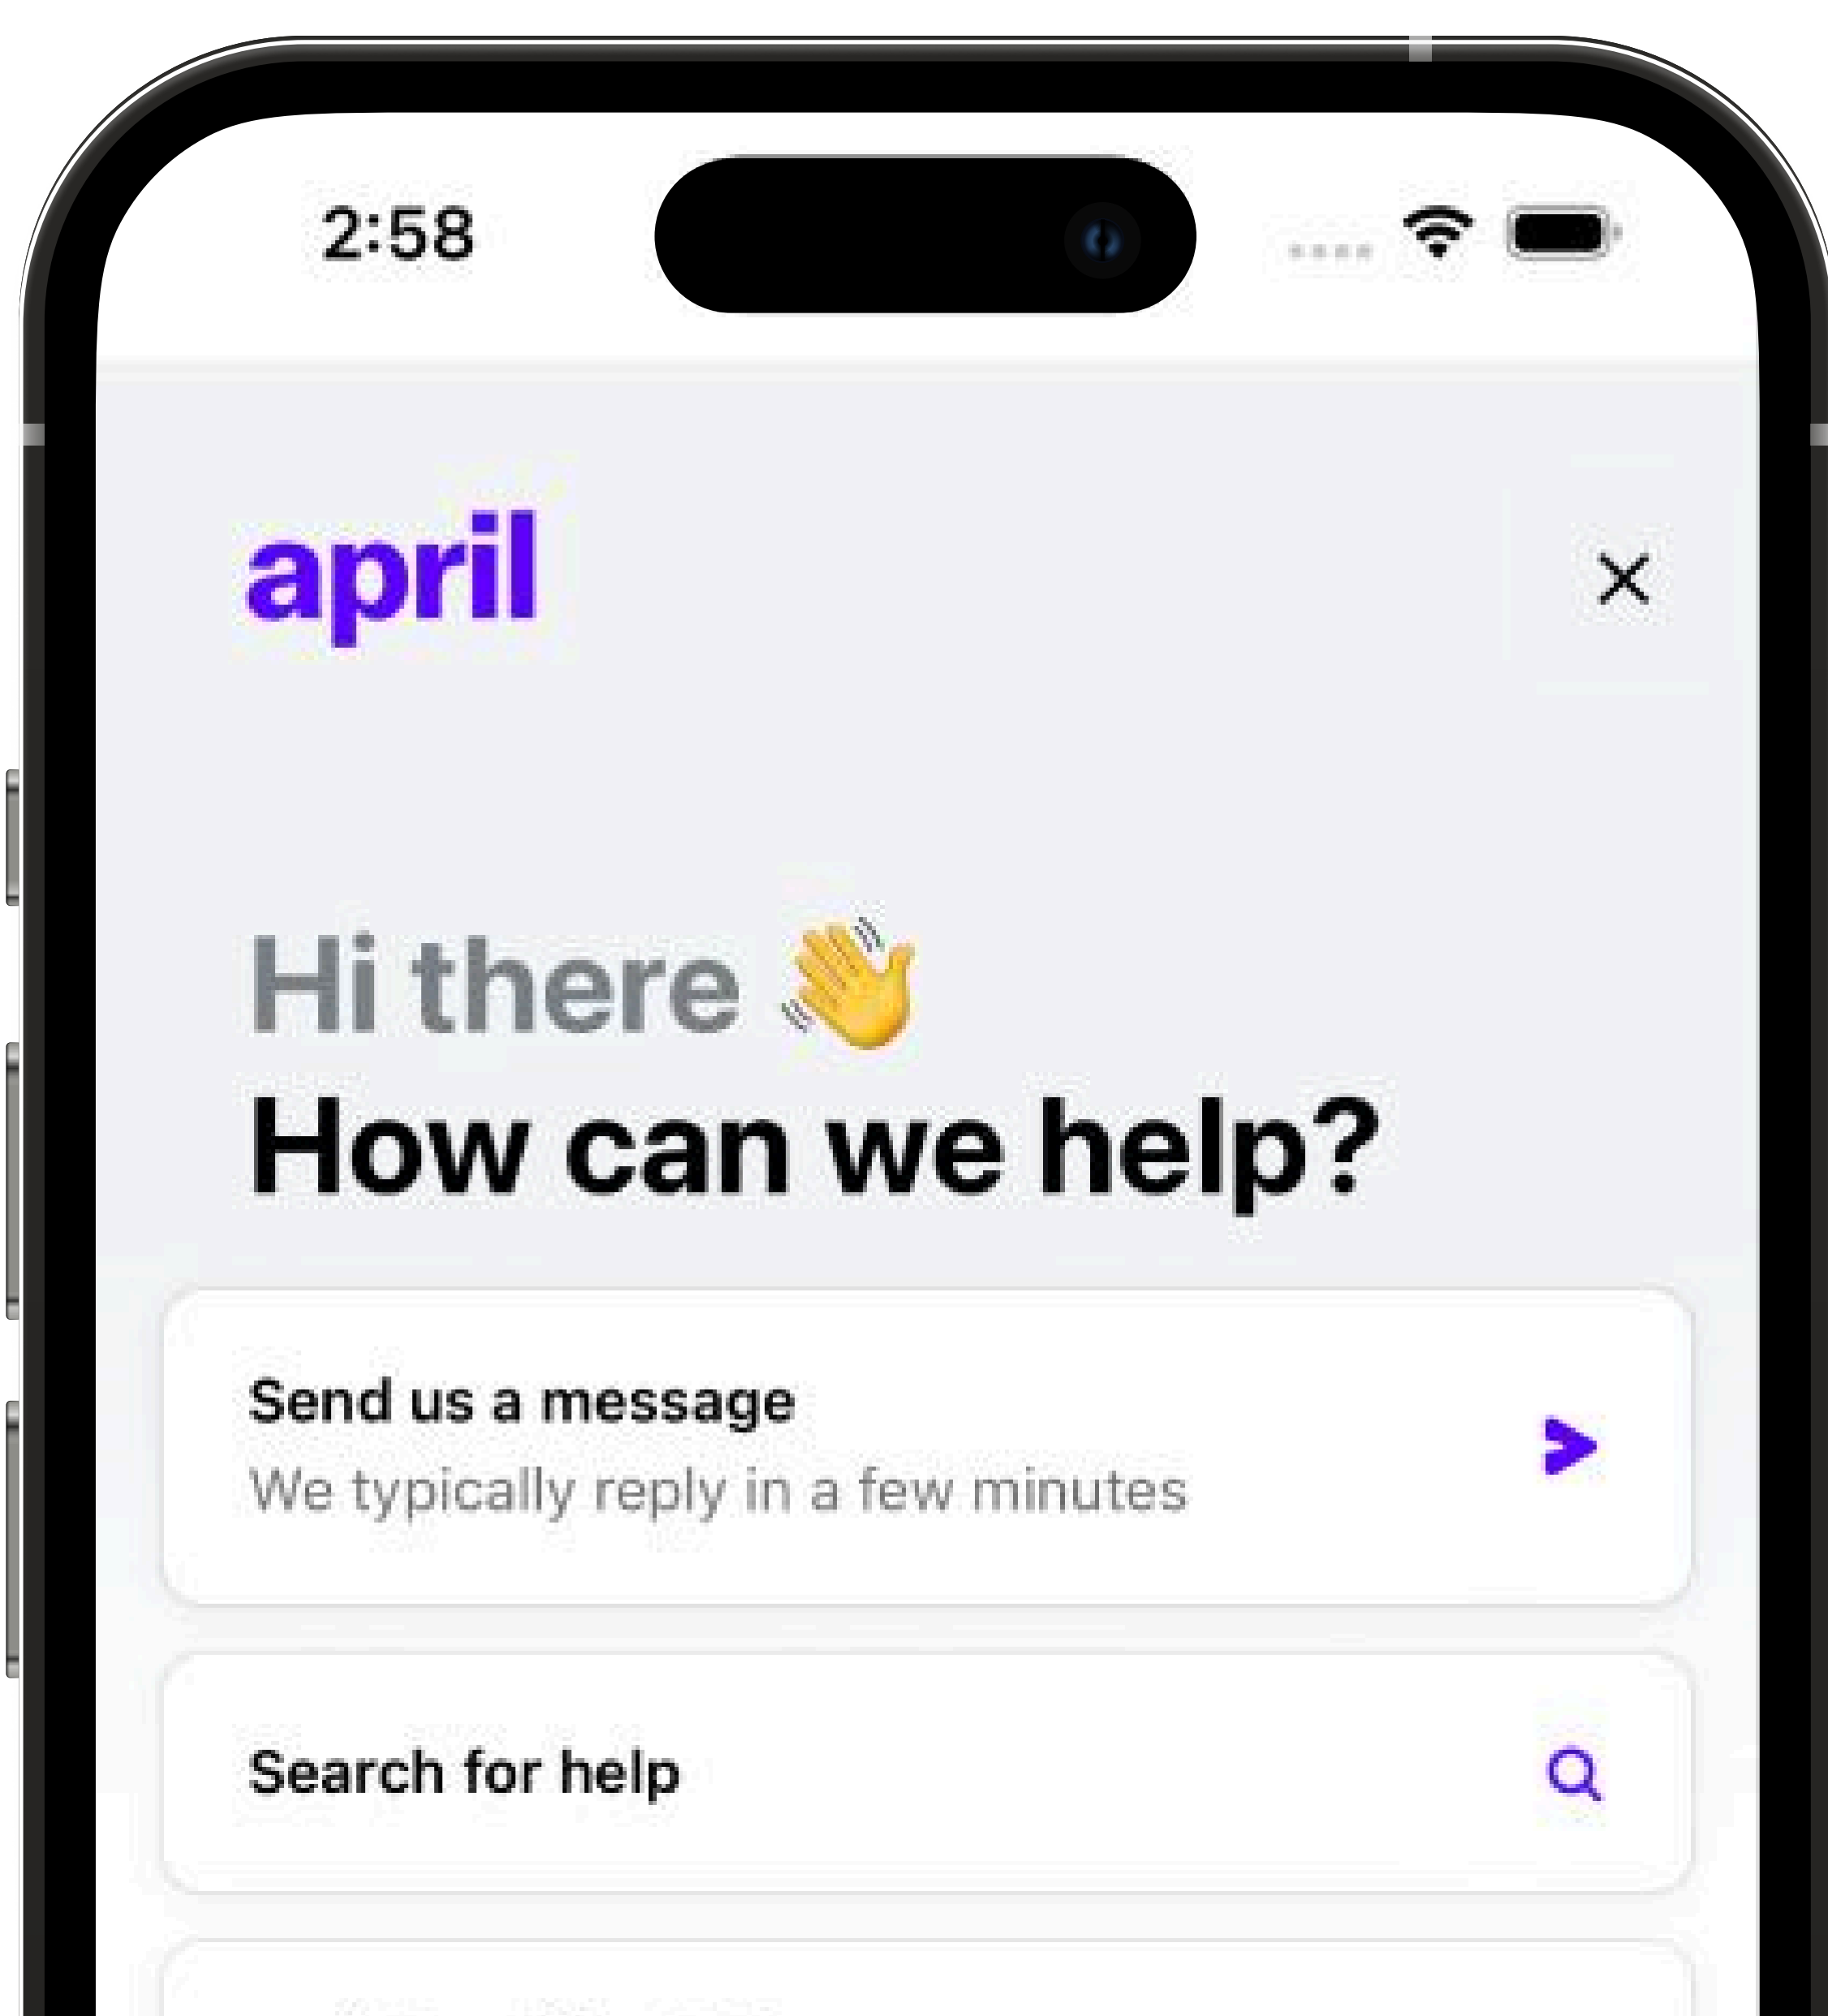 2:58
april
Hi there 👋
How can we help?
Send us a message
We typically reply in a few minutes
Search for help